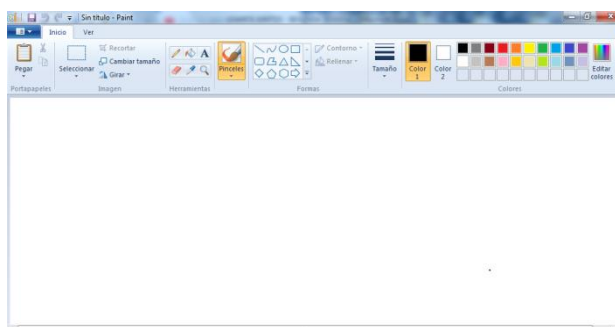 Sin título - Paint
Inicio Ver
Pegar
Portapapeles
Seleccionar
Recortar
Cambiar tamaño
Girar
Imagen
A
Herramientas
Pinceles
Contorno
Rellenar
Formas
Tamaño
Color 1
Color 2
Editar colores
Colores